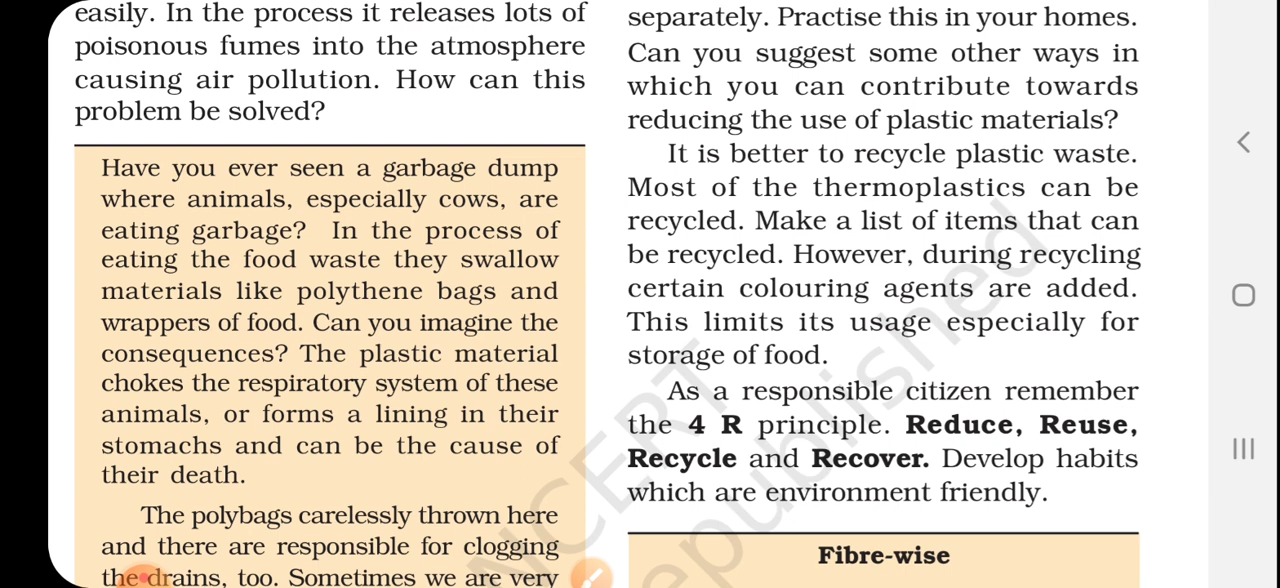 easily. In the process it releases lots of
poisonous fumes into the atmosphere
causing air pollution. How can this
problem be solved?
Have you ever seen a garbage dump
where animals, especially cows, are
eating garbage? In the process of
eating the food waste they swallow
materials like polythene bags and
wrappers of food. Can you imagine the
consequences? The plastic material
chokes the respiratory system of these
animals, or forms a lining in their
stomachs and can be the cause of
their death.
The polybags carelessly thrown here
and there are responsible for clogging
the drains, too. Sometimes we are very
separately. Practise this in your homes.
Can you suggest some other ways in
which you can contribute towards
reducing the use of plastic materials?
It is better to recycle plastic waste.
Most of the thermoplastics can be
recycled. Make a list of items that can
be recycled. However, during recycling
certain colouring agents are added.
This limits its usage especially for
storage of food.
As a responsible citizen remember
the 4 R principle. Reduce, Reuse,
Recycle and Recover. Develop habits
which are environment friendly.
Fibre-wise
NCERT
republished